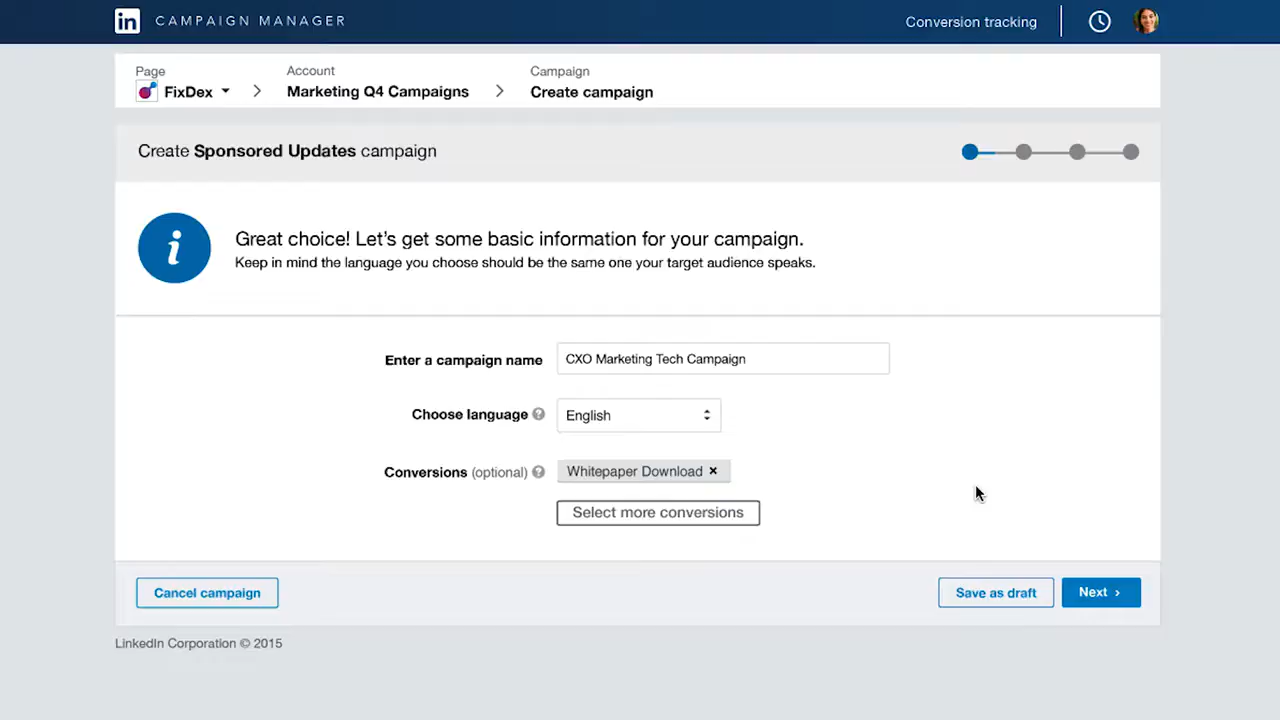 in CAMPAIGN MANAGER
Conversion tracking
Page
FixDex
Account
Marketing Q4 Campaigns
Campaign
Create campaign
Create Sponsored Updates campaign
i
Great choice! Let's get some basic information for your campaign.
Keep in mind the language you choose should be the same one your target audience speaks.
Enter a campaign name
CXO Marketing Tech Campaign
Choose language ?
English
Conversions (optional) ?
Whitepaper Download ×
Select more conversions
Cancel campaign
Save as draft
Next ›
LinkedIn Corporation © 2015